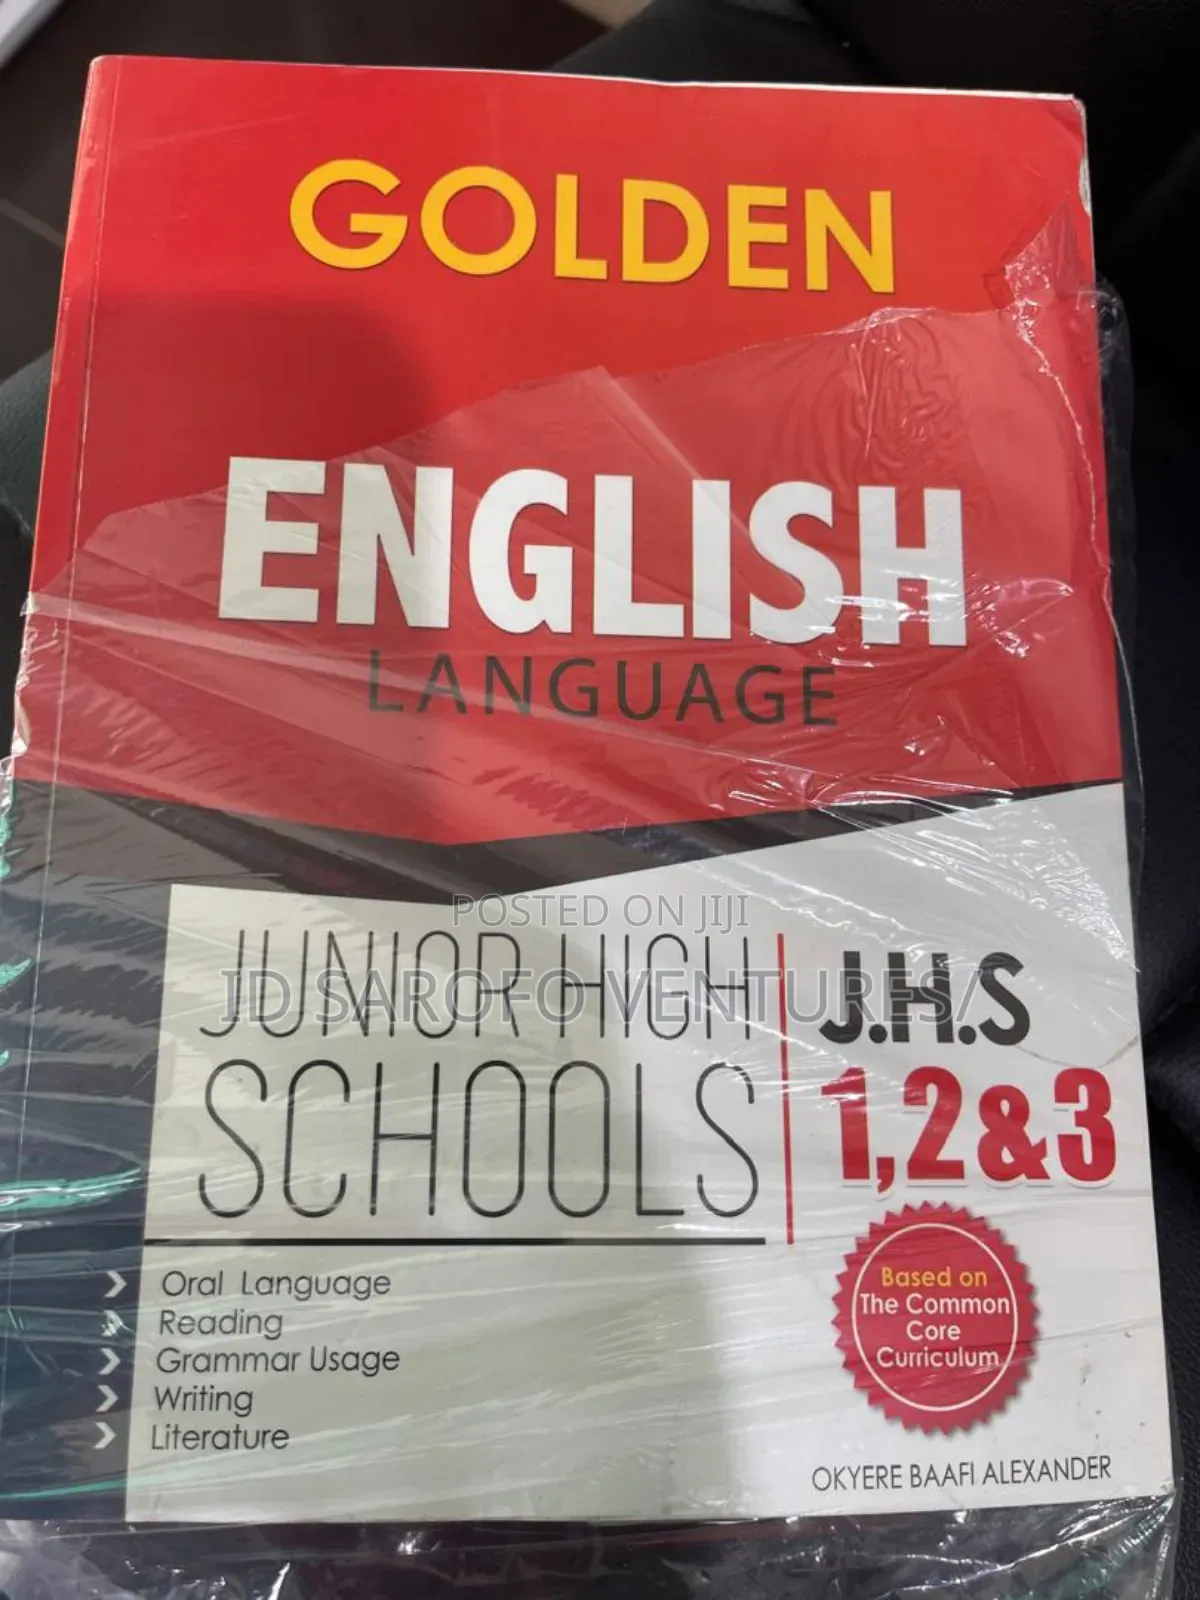 GOLDEN
ENGLISH
LANGUAGE
POSTED ON JIJI
JD SAROFO VENTURES/
JUNIOR HIGH
SCHOOLS
J.H.S
1,2&3
Oral Language
Reading
Grammar Usage
Writing
Literature
Based on
The Common
Core
Curriculum
OKYERE BAAFI ALEXANDER